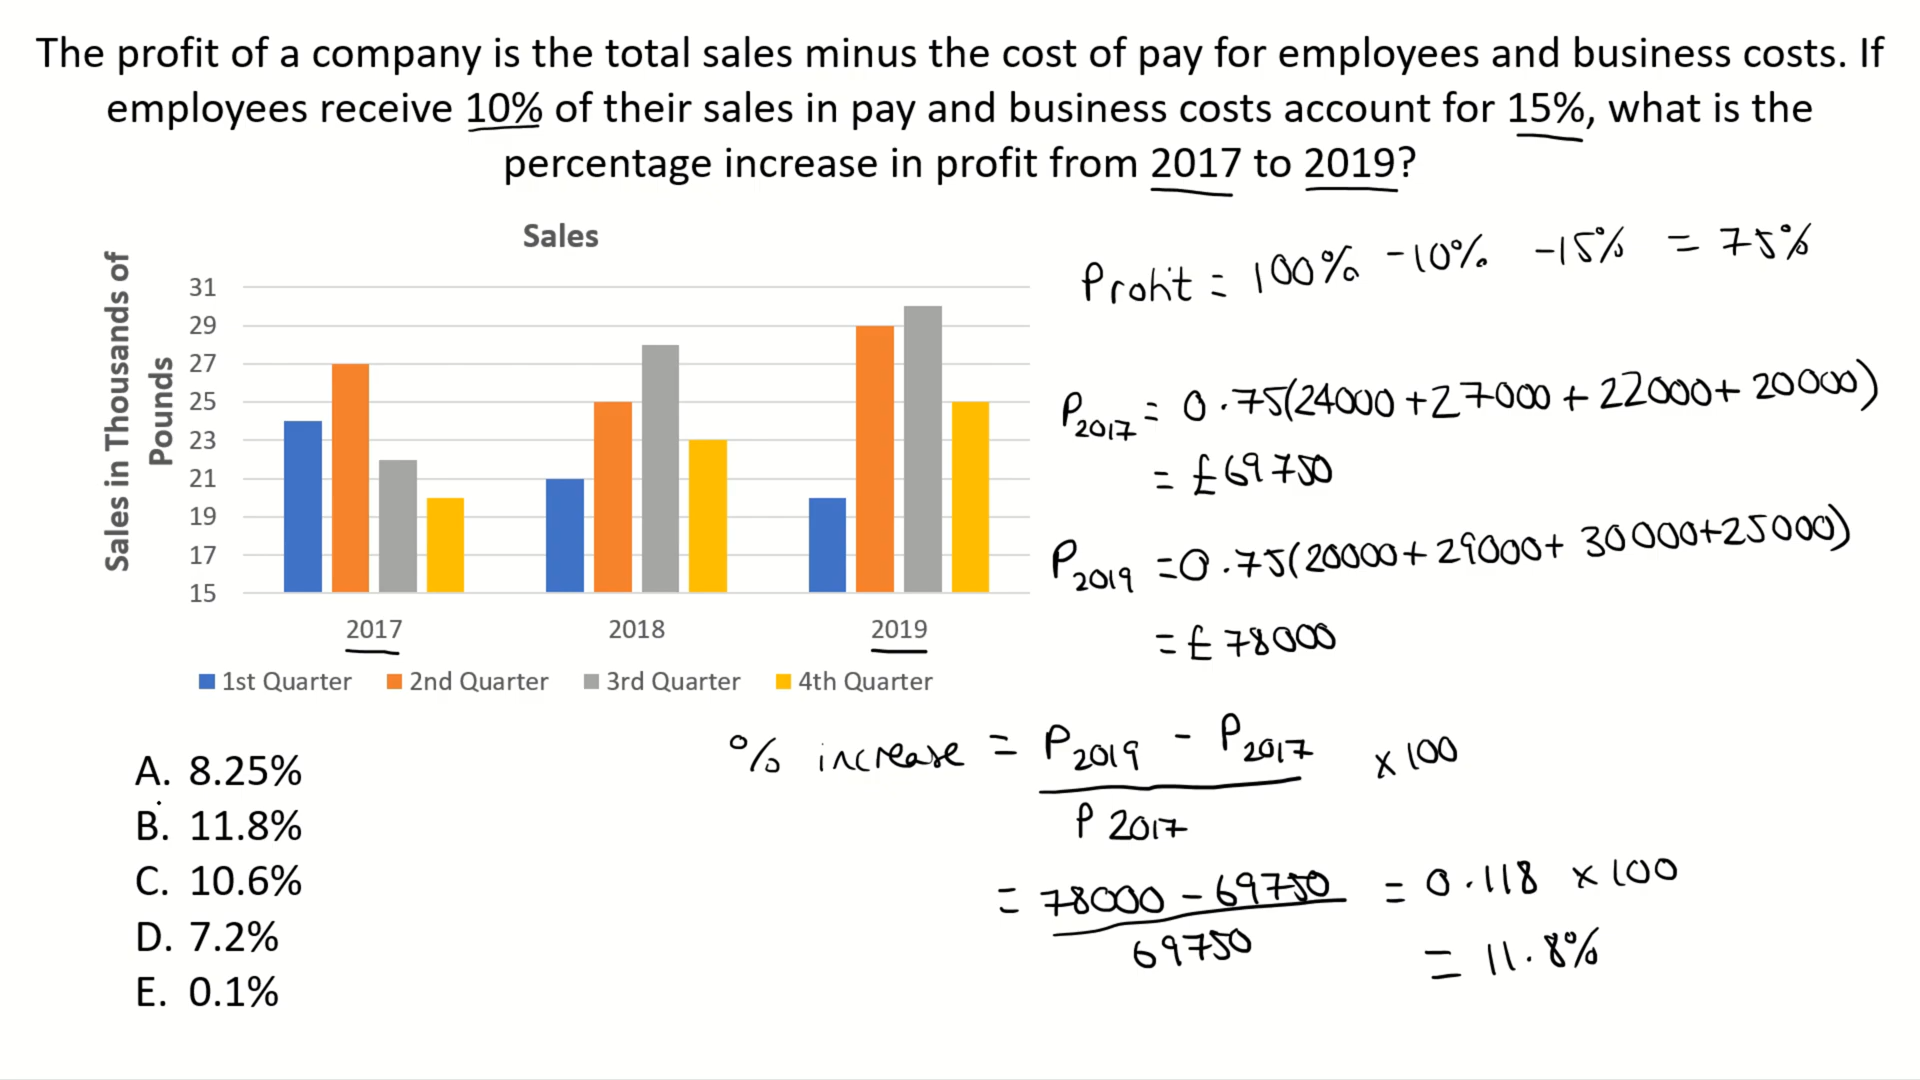 The profit of a company is the total sales minus the cost of pay for employees and business costs. If
employees receive 10% of their sales in pay and business costs account for 15%, what is the
percentage increase in profit from 2017 to 2019?
Sales
Sales in Thousands of
Pounds
31
29
27
25
23
21
19
17
15
2017 2018 2019
1st Quarter 2nd Quarter 3rd Quarter 4th Quarter
Profit = 100% -10% -15% = 75%
P2017 = 0.75(24000+27000+22000+20000)
= £69750
P2019 =0.75(20000+29000+30000+25000)
= £78000
A. 8.25%
B. 11.8%
C. 10.6%
D. 7.2%
E. 0.1%
% increase = P2019 - P2017 x100
P2017
= 78000 - 69750 = 0.118 x100
69750
= 11.8%